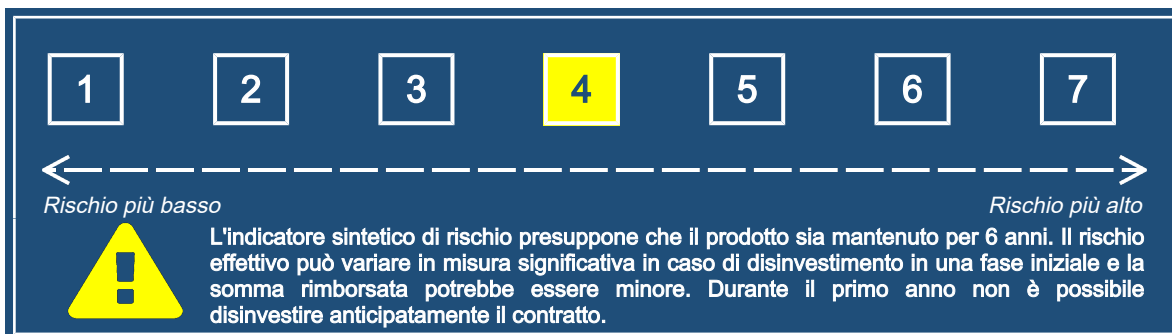 1 2 3 4 5 6 7
Rischio più basso Rischio più alto
L'indicatore sintetico di rischio presuppone che il prodotto sia mantenuto per 6 anni. Il rischio
effettivo può variare in misura significativa in caso di disinvestimento in una fase iniziale e la
somma rimborsata potrebbe essere minore. Durante il primo anno non è possibile
disinvestire anticipatamente il contratto.